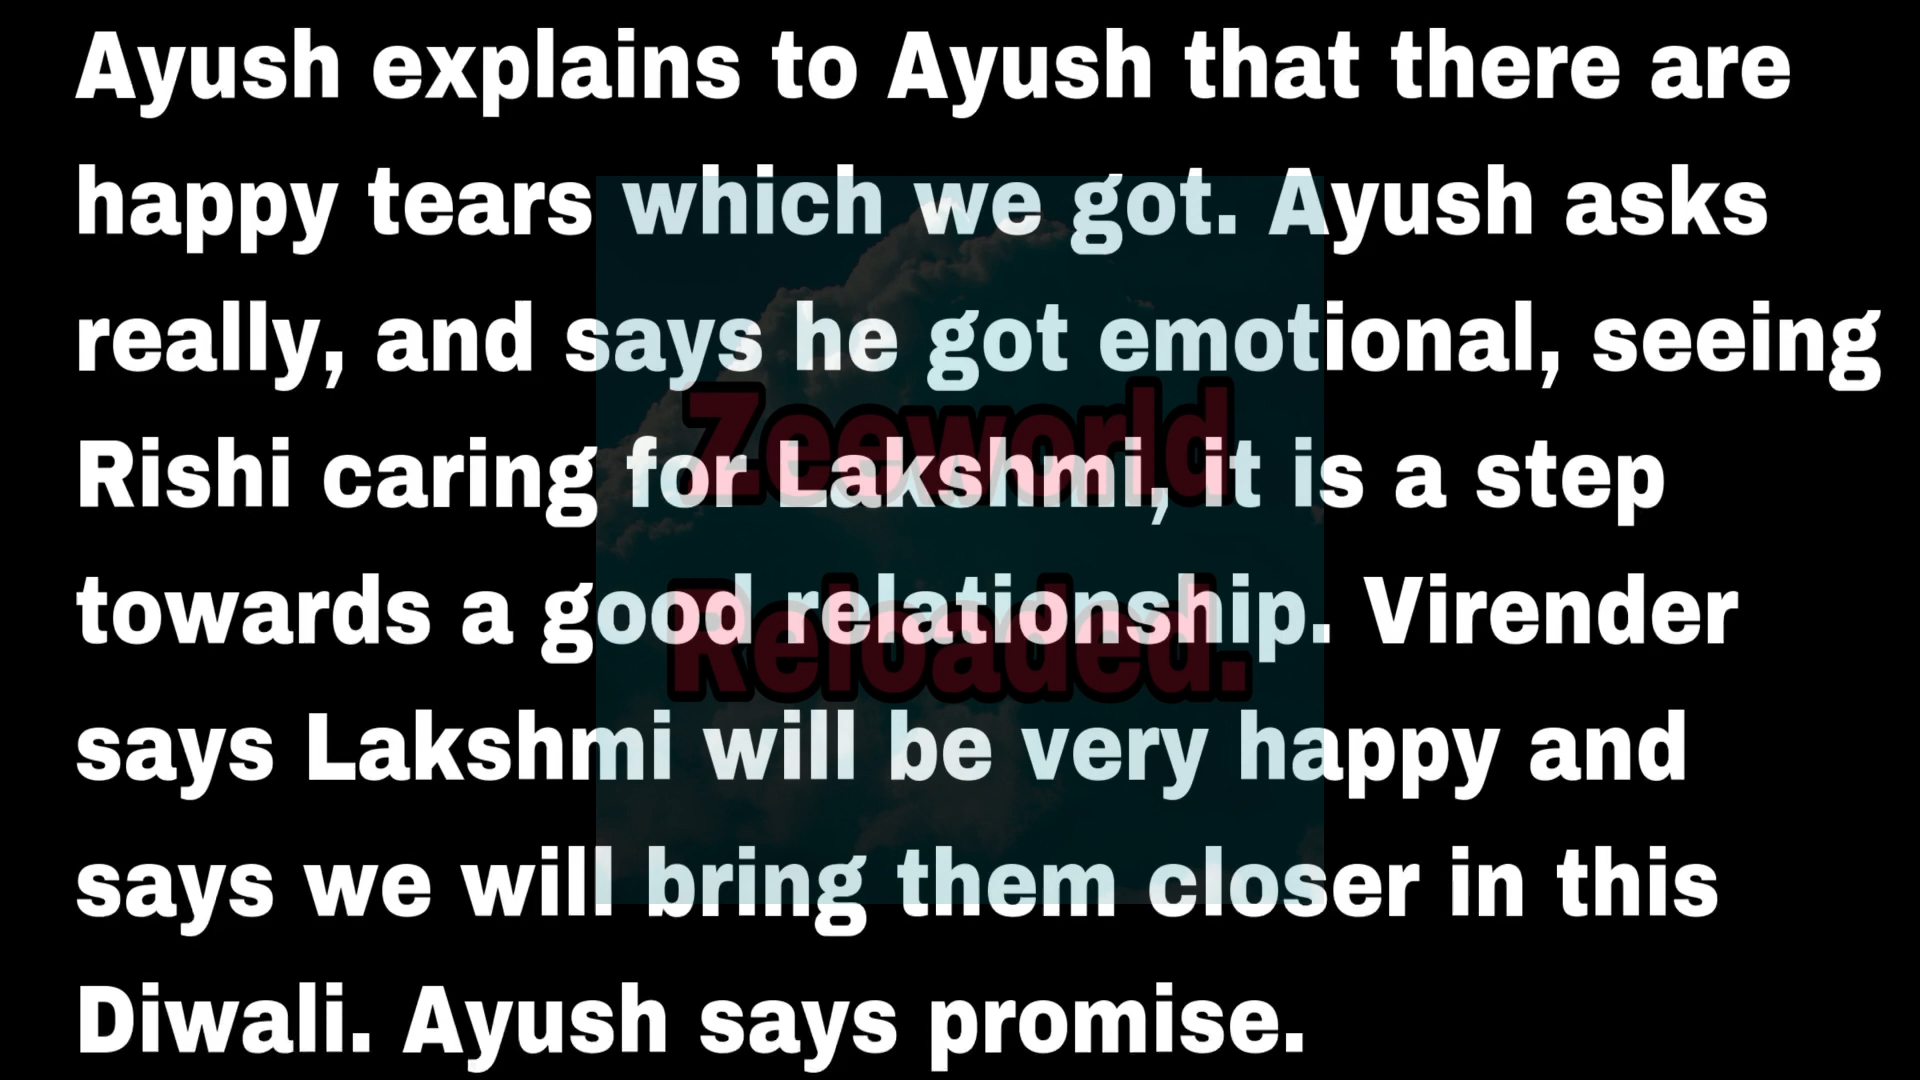 Ayush explains to Ayush that there are
happy tears which we got. Ayush asks
really, and says he got emotional, seeing
Rishi caring for Lakshmi, it is a step
towards a good relationship. Virender
says Lakshmi will be very happy and
says we will bring them closer in this
Diwali. Ayush says promise.
Zeeworld
Reloaded.